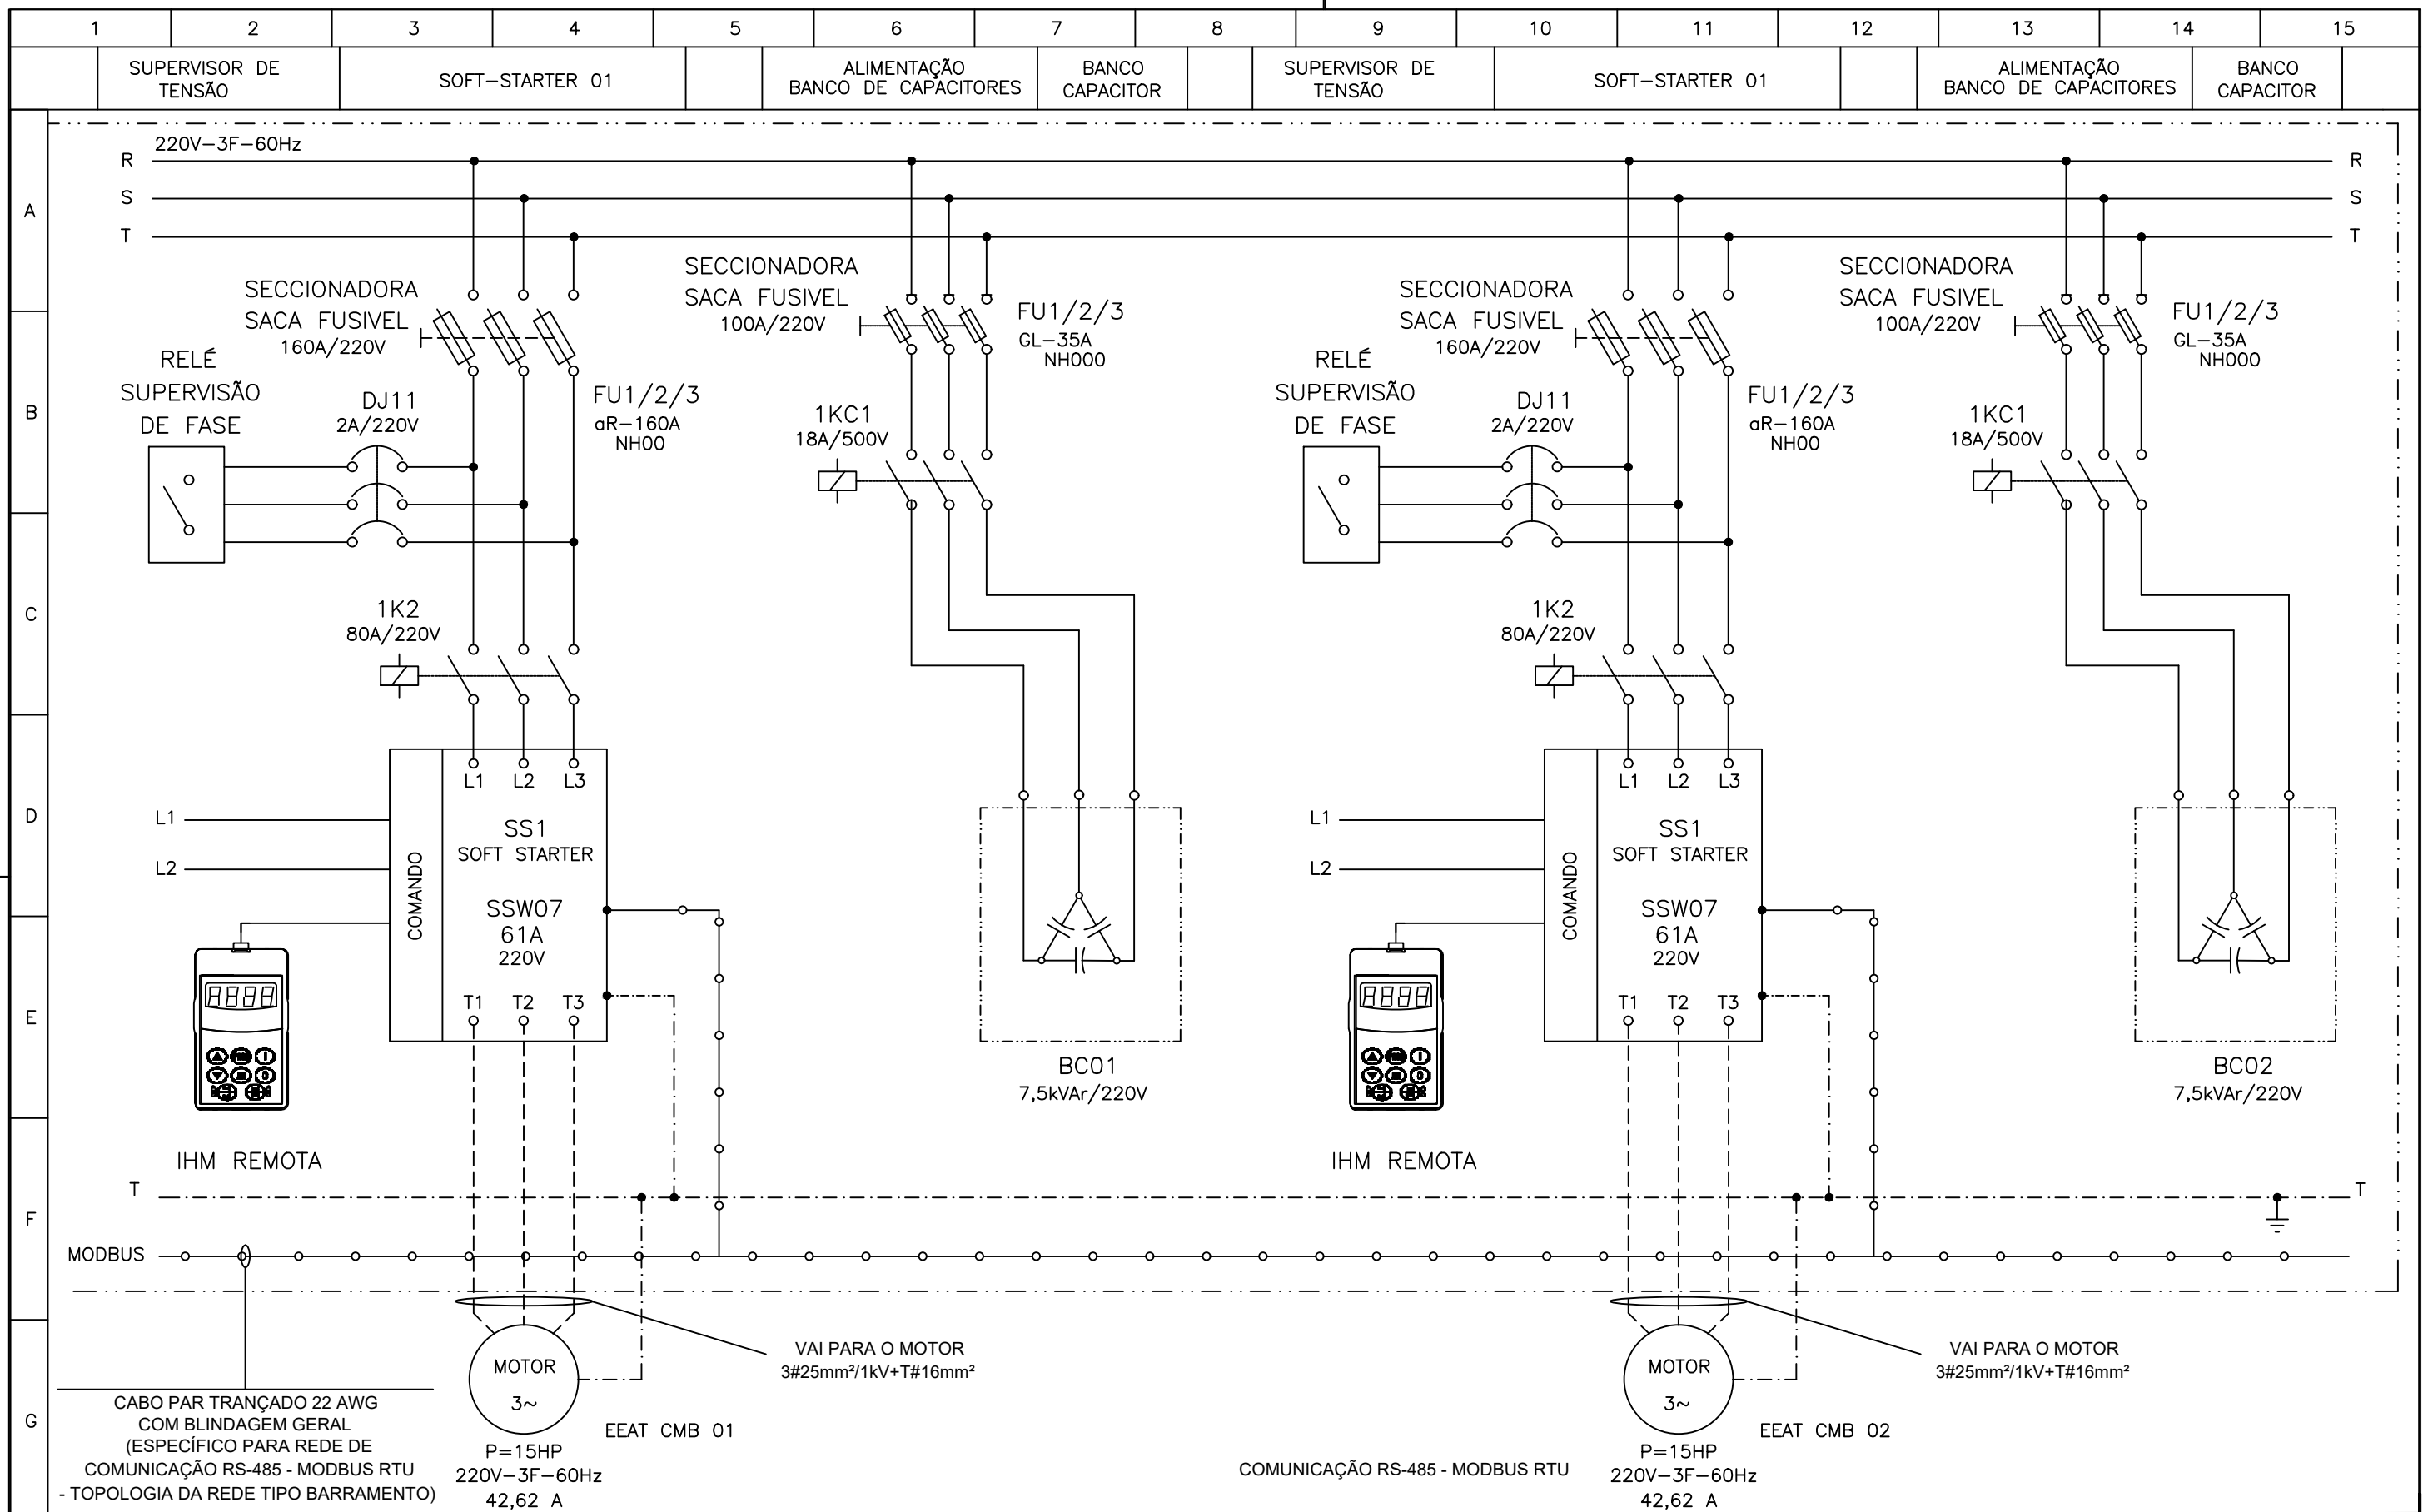 1 2 3 4 5 6 7 8 9 10 11 12 13 14 15
SUPERVISOR DE
TENSÃO
SOFT-STARTER 01
ALIMENTAÇÃO
BANCO DE CAPACITORES
BANCO
CAPACITOR
SUPERVISOR DE
TENSÃO
SOFT-STARTER 01
ALIMENTAÇÃO
BANCO DE CAPACITORES
BANCO
CAPACITOR
A
B
C
D
E
F
G
220V-3F-60Hz
R
S
T
R
S
T
SECCIONADORA
SACA FUSIVEL
160A/220V
FU1/2/3
aR-160A
NH00
RELÉ
SUPERVISÃO
DE FASE
DJ11
2A/220V
1K2
80A/220V
SECCIONADORA
SACA FUSIVEL
100A/220V
FU1/2/3
GL-35A
NH000
1KC1
18A/500V
L1 L2 L3
L1
L2
COMANDO
SS1
SOFT STARTER
SSW07
61A
220V
T1 T2 T3
IHM REMOTA
BC01
7,5kVAr/220V
SECCIONADORA
SACA FUSIVEL
160A/220V
FU1/2/3
aR-160A
NH00
RELÉ
SUPERVISÃO
DE FASE
DJ11
2A/220V
1K2
80A/220V
SECCIONADORA
SACA FUSIVEL
100A/220V
FU1/2/3
GL-35A
NH000
1KC1
18A/500V
L1 L2 L3
L1
L2
COMANDO
SS1
SOFT STARTER
SSW07
61A
220V
T1 T2 T3
IHM REMOTA
BC02
7,5kVAr/220V
T
T
MODBUS
CABO PAR TRANÇADO 22 AWG
COM BLINDAGEM GERAL
(ESPECÍFICO PARA REDE DE
COMUNICAÇÃO RS-485 - MODBUS RTU
- TOPOLOGIA DA REDE TIPO BARRAMENTO)
MOTOR
3~
P=15HP
220V-3F-60Hz
42,62 A
EEAT CMB 01
VAI PARA O MOTOR
3#25mm²/1kV+T#16mm²
COMUNICAÇÃO RS-485 - MODBUS RTU
MOTOR
3~
P=15HP
220V-3F-60Hz
42,62 A
EEAT CMB 02
VAI PARA O MOTOR
3#25mm²/1kV+T#16mm²